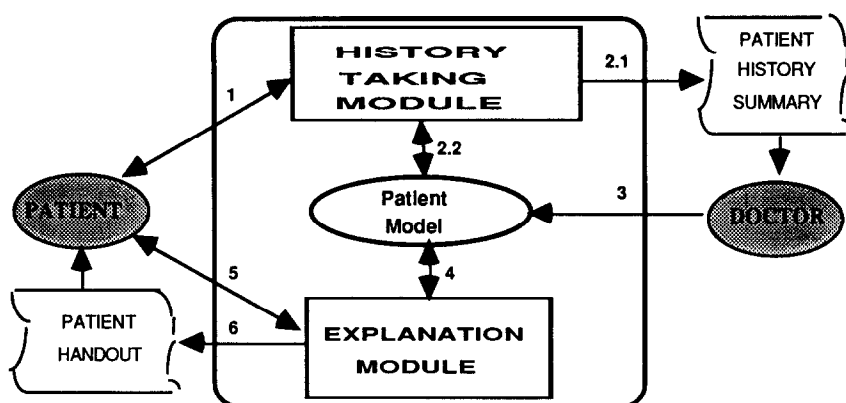 HISTORY
TAKING
MODULE
2.1
PATIENT
HISTORY
SUMMARY
1
2.2
PATIENT
Patient
Model
3
DOCTOR
5
4
PATIENT
HANDOUT
6
EXPLANATION
MODULE